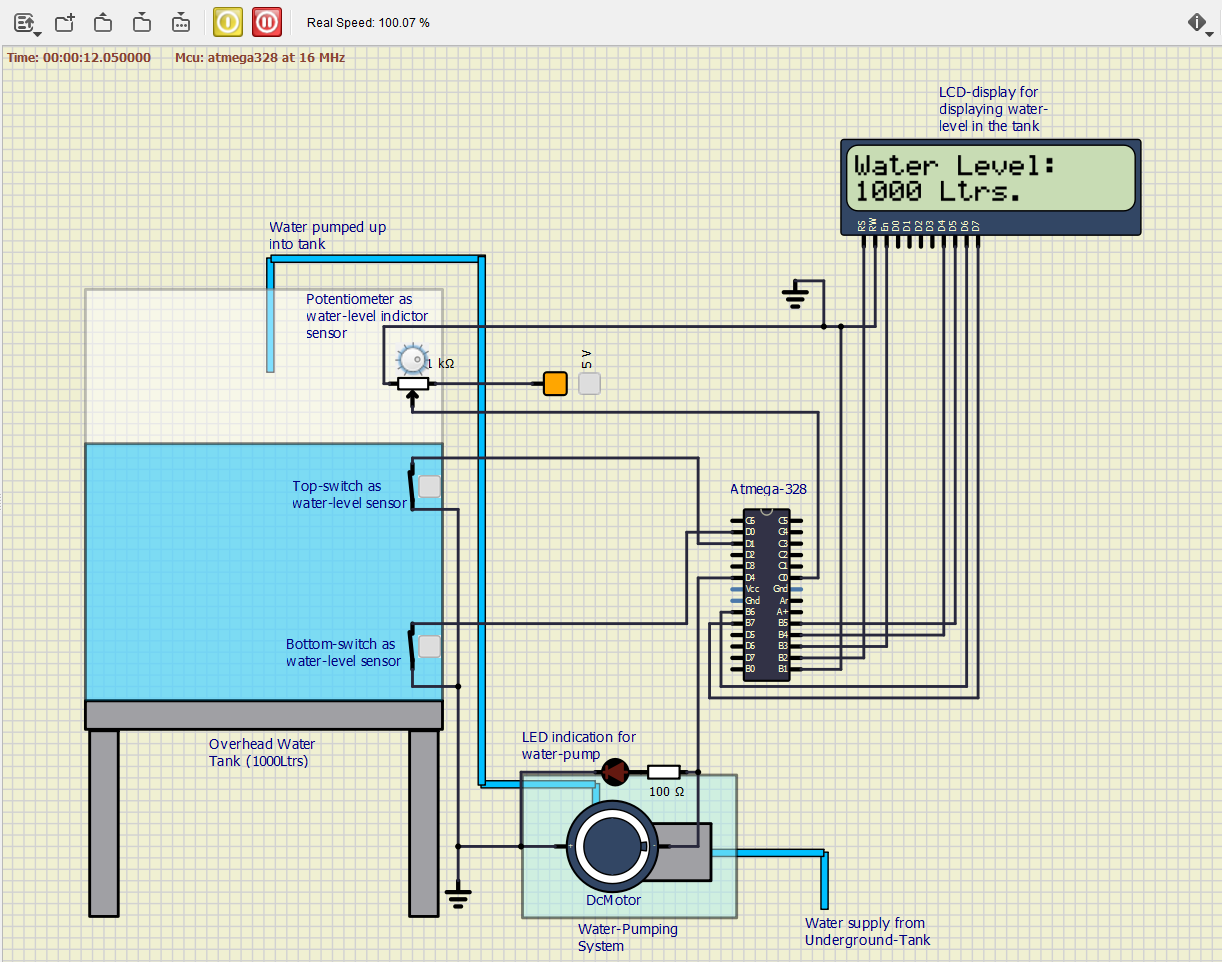 Real Speed: 100.07 %
Time: 00:00:12.050000 Mcu: atmega328 at 16 MHz
LCD-display for
displaying water-
level in the tank
Water Level:
1000 Ltrs.
RS RW En D0 D1 D2 D3 D4 D5 D6 D7
Water pumped up
into tank
Potentiometer as
water-level indictor
sensor
1 kΩ
5 V
Top-switch as
water-level sensor
Atmega-328
C6 C5
D0 C4
D1 C3
D2 C2
D3 C1
D4 C0
Vcc Gnd
Gnd Ar
B6 A+
B7 B5
D5 B4
D6 B3
D7 B2
B0 B1
Bottom-switch as
water-level sensor
Overhead Water
Tank (1000Ltrs)
LED indication for
water-pump
100 Ω
+ -
DcMotor
Water-Pumping
System
Water supply from
Underground-Tank